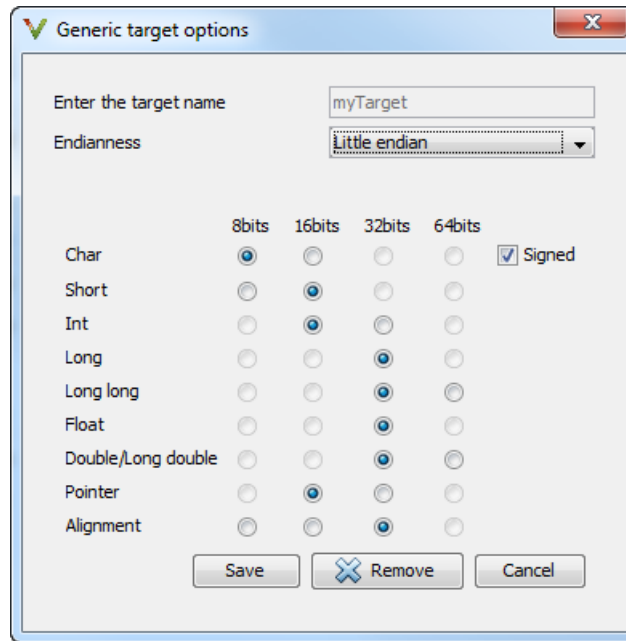 Generic target options
Enter the target name myTarget
Endianness Little endian
8bits 16bits 32bits 64bits
Char Signed
Short
Int
Long
Long long
Float
Double/Long double
Pointer
Alignment
Save Remove Cancel